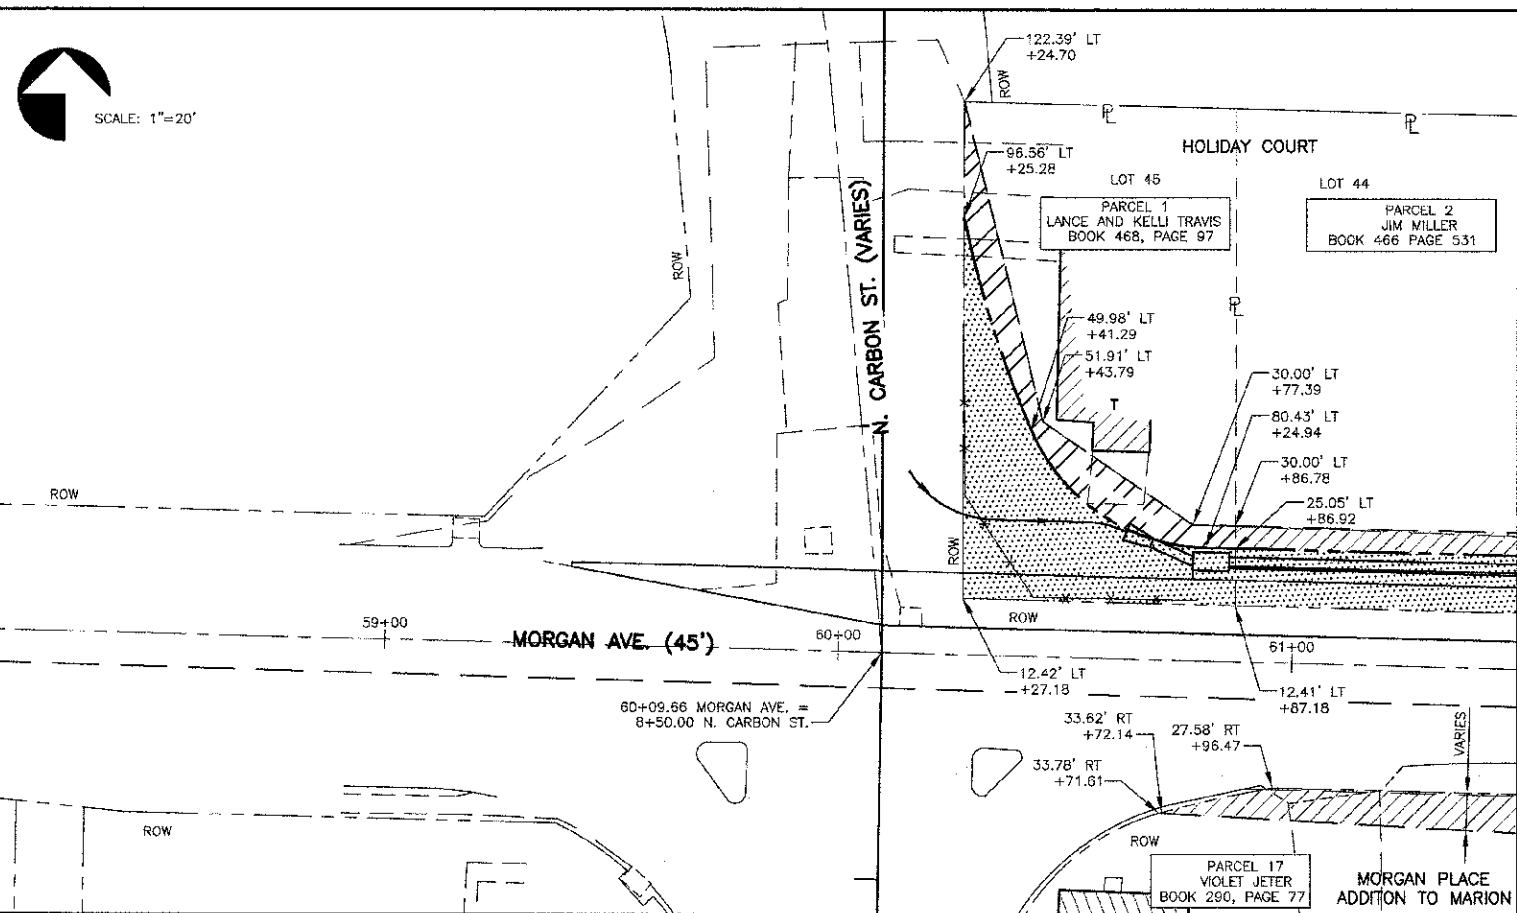 SCALE: 1"=20'
122.39' LT
+24.70
ROW
PL
PL
HOLIDAY COURT
96.56' LT
+25.28
LOT 45
LOT 44
PARCEL 1
LANCE AND KELLI TRAVIS
BOOK 468, PAGE 97
PARCEL 2
JIM MILLER
BOOK 466 PAGE 531
ROW
N. CARBON ST. (VARIES)
PL
49.98' LT
+41.29
51.91' LT
+43.79
T
30.00' LT
+77.39
80.43' LT
+24.94
30.00' LT
+86.78
25.05' LT
+86.92
ROW
ROW
ROW
59+00
MORGAN AVE. (45')
60+00
61+00
12.42' LT
+27.18
12.41' LT
+87.18
60+09.66 MORGAN AVE. =
8+50.00 N. CARBON ST.
33.62' RT
+72.14
27.58' RT
+96.47
VARIES
33.78' RT
+71.61
ROW
ROW
PARCEL 17
VIOLET JETER
BOOK 290, PAGE 77
MORGAN PLACE
ADDITION TO MARION